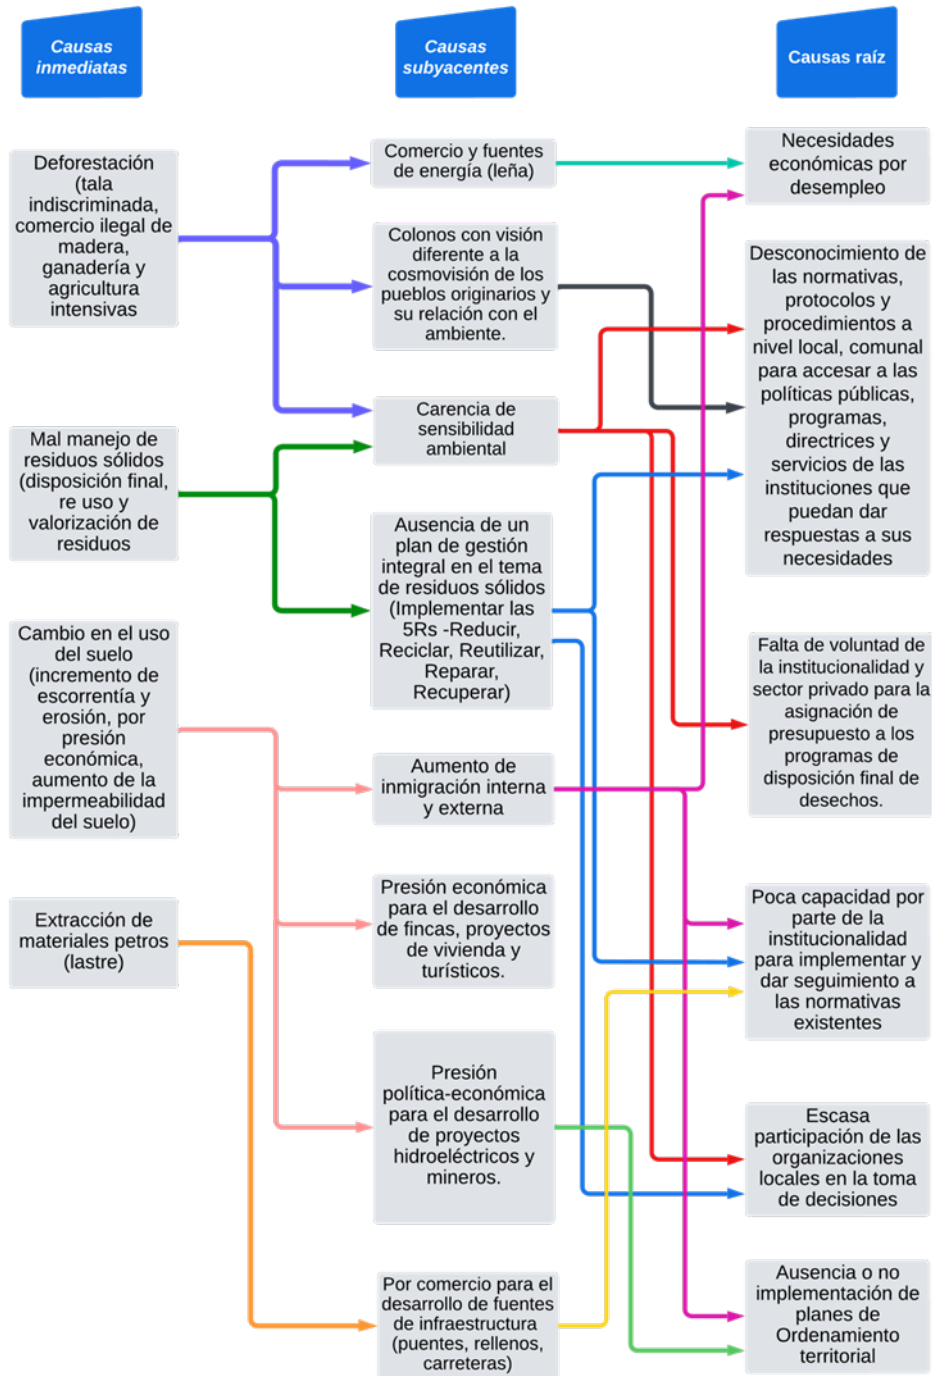 Causas
inmediatas
Causas
subyacentes
Causas raíz
Deforestación
(tala
indiscriminada,
comercio ilegal de
madera,
ganadería y
agricultura
intensivas
Mal manejo de
residuos sólidos
(disposición final,
re uso y
valorización de
residuos
Cambio en el uso
del suelo
(incremento de
escorrentía y
erosión, por
presión
económica,
aumento de la
impermeabilidad
del suelo)
Extracción de
materiales petros
(lastre)
Comercio y fuentes
de energía (leña)
Colonos con visión
diferente a la
cosmovisión de los
pueblos originarios y
su relación con el
ambiente.
Carencia de
sensibilidad
ambiental
Ausencia de un
plan de gestión
integral en el tema
de residuos sólidos
(Implementar las
5Rs -Reducir,
Reciclar, Reutilizar,
Reparar,
Recuperar)
Aumento de
inmigración interna
y externa
Presión económica
para el desarrollo
de fincas, proyectos
de vivienda y
turísticos.
Presión
política-económica
para el desarrollo
de proyectos
hidroeléctricos y
mineros.
Por comercio para el
desarrollo de fuentes
de infraestructura
(puentes, rellenos,
carreteras)
Necesidades
económicas por
desempleo
Desconocimiento de
las normativas,
protocolos y
procedimientos a
nivel local, comunal
para accesar a las
políticas públicas,
programas,
directrices y
servicios de las
instituciones que
puedan dar
respuestas a sus
necesidades
Falta de voluntad de
la institucionalidad y
sector privado para la
asignación de
presupuesto a los
programas de
disposición final de
desechos.
Poca capacidad por
parte de la
institucionalidad
para implementar y
dar seguimiento a
las normativas
existentes
Escasa
participación de las
organizaciones
locales en la toma
de decisiones
Ausencia o no
implementación de
planes de
Ordenamiento
territorial